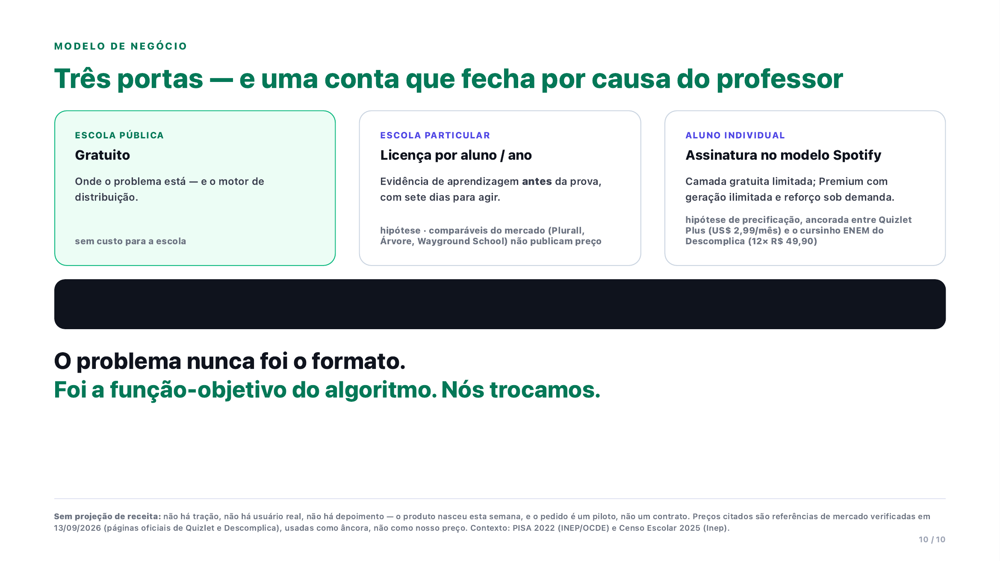 MODELO DE NEGÓCIO
Três portas — e uma conta que fecha por causa do professor
ESCOLA PÚBLICA
Gratuito
Onde o problema está — e o motor de
distribuição.
sem custo para a escola
ESCOLA PARTICULAR
Licença por aluno / ano
Evidência de aprendizagem antes da prova,
com sete dias para agir.
hipótese · comparáveis do mercado (Plurall,
Árvore, Wayground School) não publicam preço
ALUNO INDIVIDUAL
Assinatura no modelo Spotify
Camada gratuita limitada; Premium com
geração ilimitada e reforço sob demanda.
hipótese de precificação, ancorada entre Quizlet
Plus (US$ 2,99/mês) e o cursinho ENEM do
Descomplica (12× R$ 49,90)
O problema nunca foi o formato.
Foi a função-objetivo do algoritmo. Nós trocamos.
Sem projeção de receita: não há tração, não há usuário real, não há depoimento — o produto nasceu esta semana, e o pedido é um piloto, não um contrato. Preços citados são referências de mercado verificadas em
13/09/2026 (páginas oficiais de Quizlet e Descomplica), usadas como âncora, não como nosso preço. Contexto: PISA 2022 (INEP/OCDE) e Censo Escolar 2025 (Inep).
10 / 10